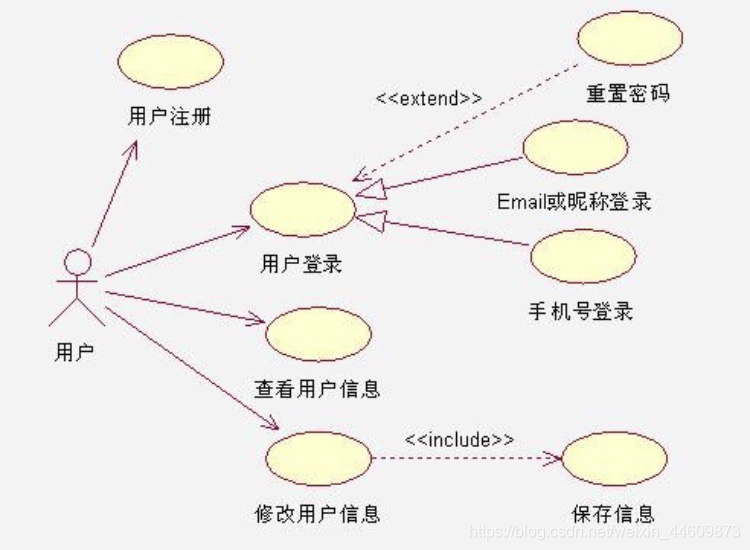 用户注册
<<extend>>
重置密码
Email或昵称登录
用户登录
手机号登录
用户
查看用户信息
<<include>>
修改用户信息
保存信息
https://blog.csdn.net/weixin_44609873